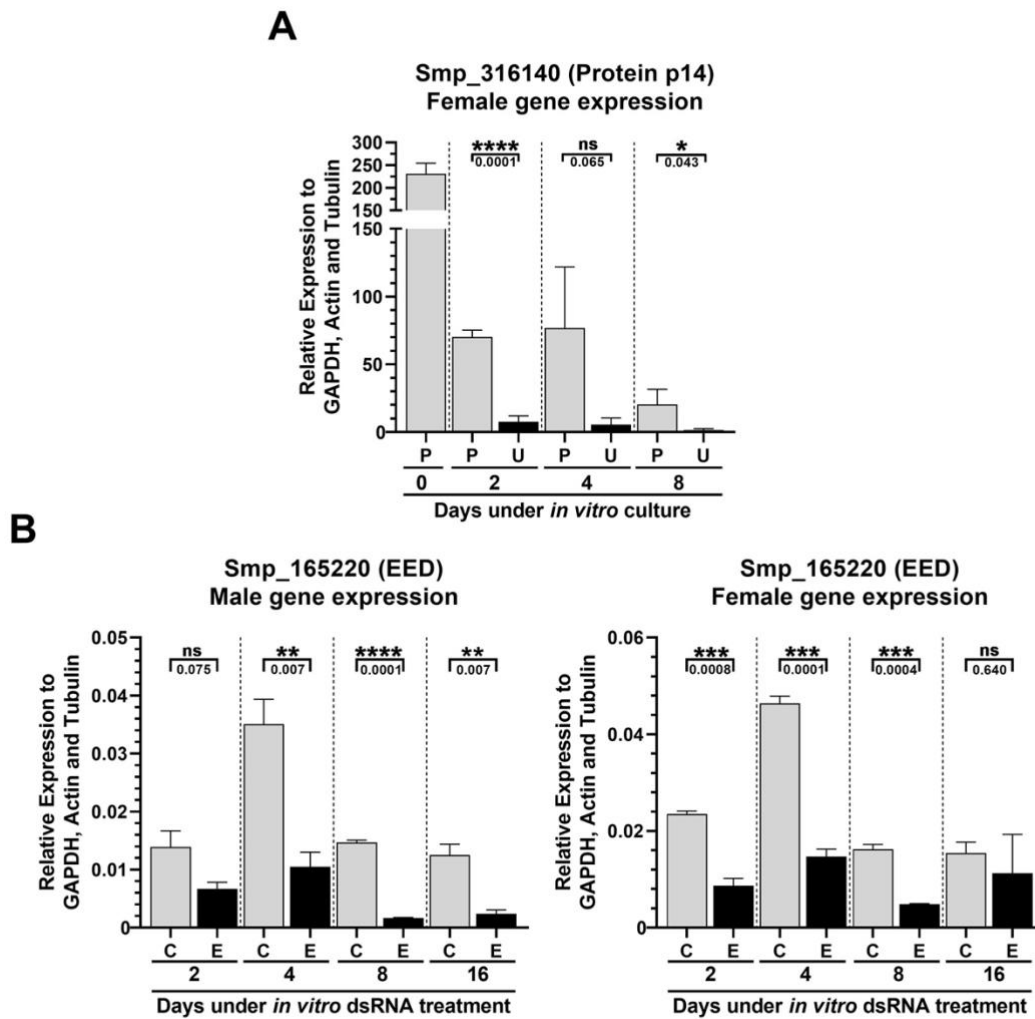 A
Smp_316140 (Protein p14)
Female gene expression
Relative Expression to
GAPDH, Actin and Tubulin
300
250
200
150
100
50
0
**** ns *
0.0001 0.065 0.043
P P U P U P U
0 2 4 8
Days under in vitro culture
B
Smp_165220 (EED)
Male gene expression
Relative Expression to
GAPDH, Actin and Tubulin
0.05
0.04
0.03
0.02
0.01
0
ns ** **** **
0.075 0.007 0.0001 0.007
C E C E C E C E
2 4 8 16
Days under in vitro dsRNA treatment
Smp_165220 (EED)
Female gene expression
Relative Expression to
GAPDH, Actin and Tubulin
0.06
0.04
0.02
0
*** *** *** ns
0.0008 0.0001 0.0004 0.640
C E C E C E C E
2 4 8 16
Days under in vitro dsRNA treatment